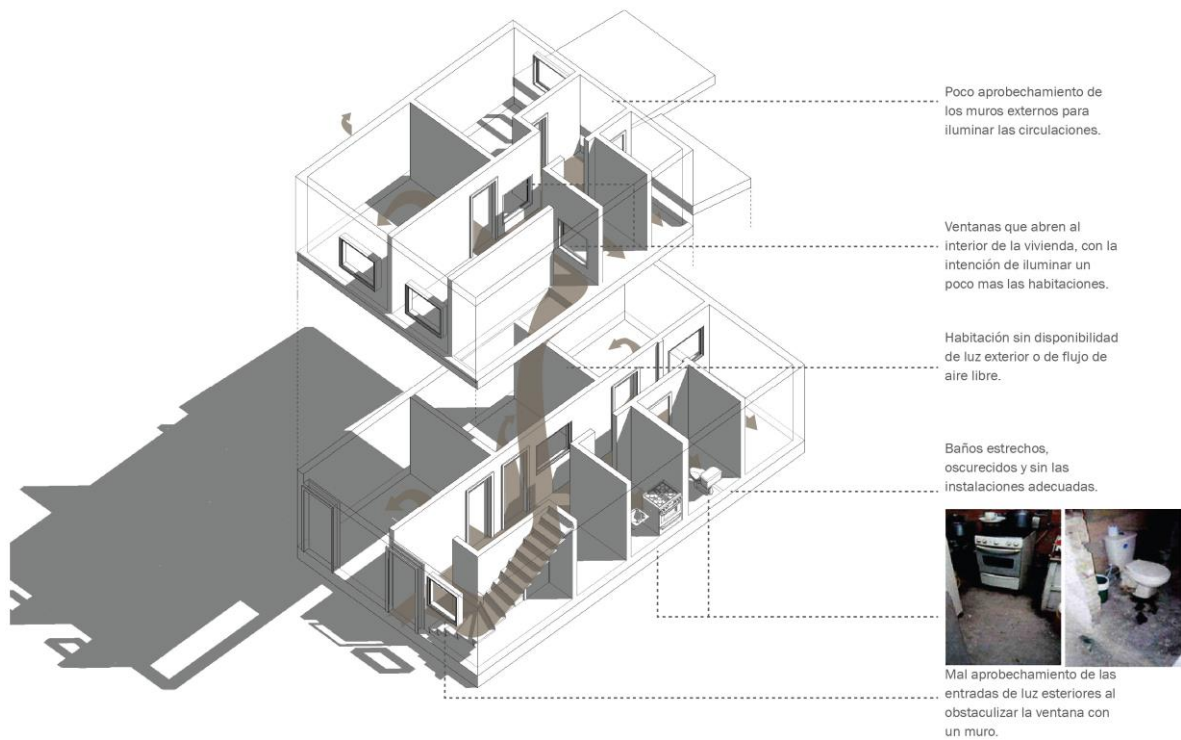 Poco aprobechamiento de
los muros externos para
iluminar las circulaciones.
Ventanas que abren al
interior de la vivienda, con la
intención de iluminar un
poco mas las habitaciones.
Habitación sin disponibilidad
de luz exterior o de flujo de
aire libre.
Baños estrechos,
oscurecidos y sin las
instalaciones adecuadas.
Mal aprobechamiento de las
entradas de luz esteriores al
obstaculizar la ventana con
un muro.